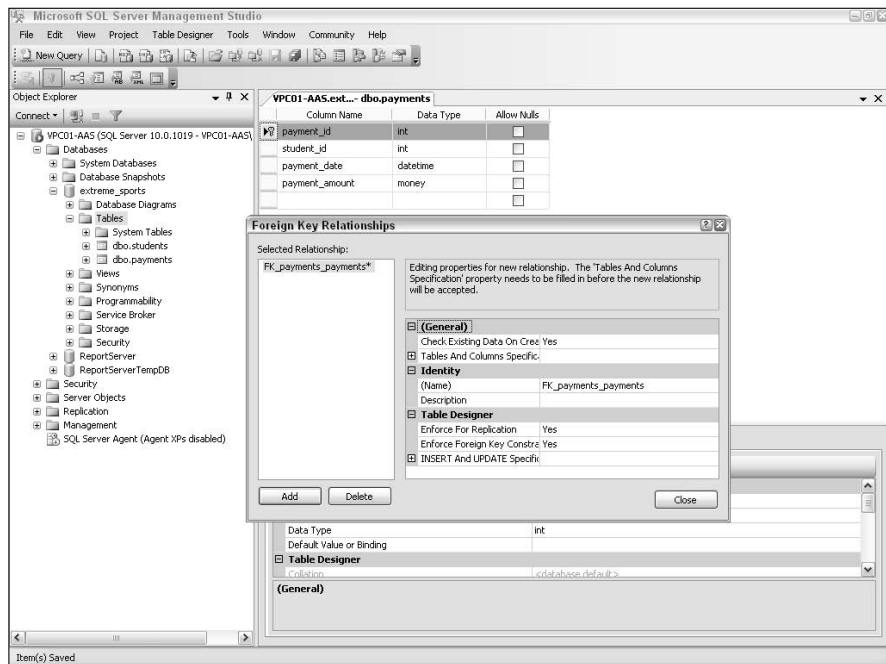 Microsoft SQL Server Management Studio
File Edit View Project Table Designer Tools Window Community Help
New Query
Object Explorer
Connect
VPC01-AAS (SQL Server 10.0.1019 - VPC01-AAS\
Databases
System Databases
Database Snapshots
extreme_sports
Database Diagrams
Tables
System Tables
dbo.students
dbo.payments
Views
Synonyms
Programmability
Service Broker
Storage
Security
ReportServer
ReportServerTempDB
Security
Server Objects
Replication
Management
SQL Server Agent (Agent XPs disabled)
VPC01-AAS.ext...- dbo.payments
Column Name Data Type Allow Nulls
payment_id int
student_id int
payment_date datetime
payment_amount money
Foreign Key Relationships
Selected Relationship:
FK_payments_payments*
Editing properties for new relationship. The 'Tables And Columns
Specification' property needs to be filled in before the new relationship
will be accepted.
(General)
Check Existing Data On Crea Yes
Tables And Columns Specific
Identity
(Name) FK_payments_payments
Description
Table Designer
Enforce For Replication Yes
Enforce Foreign Key Constra Yes
INSERT And UPDATE Specific
Add Delete Close
Data Type int
Default Value or Binding
Table Designer
Collation <database default>
(General)
Item(s) Saved